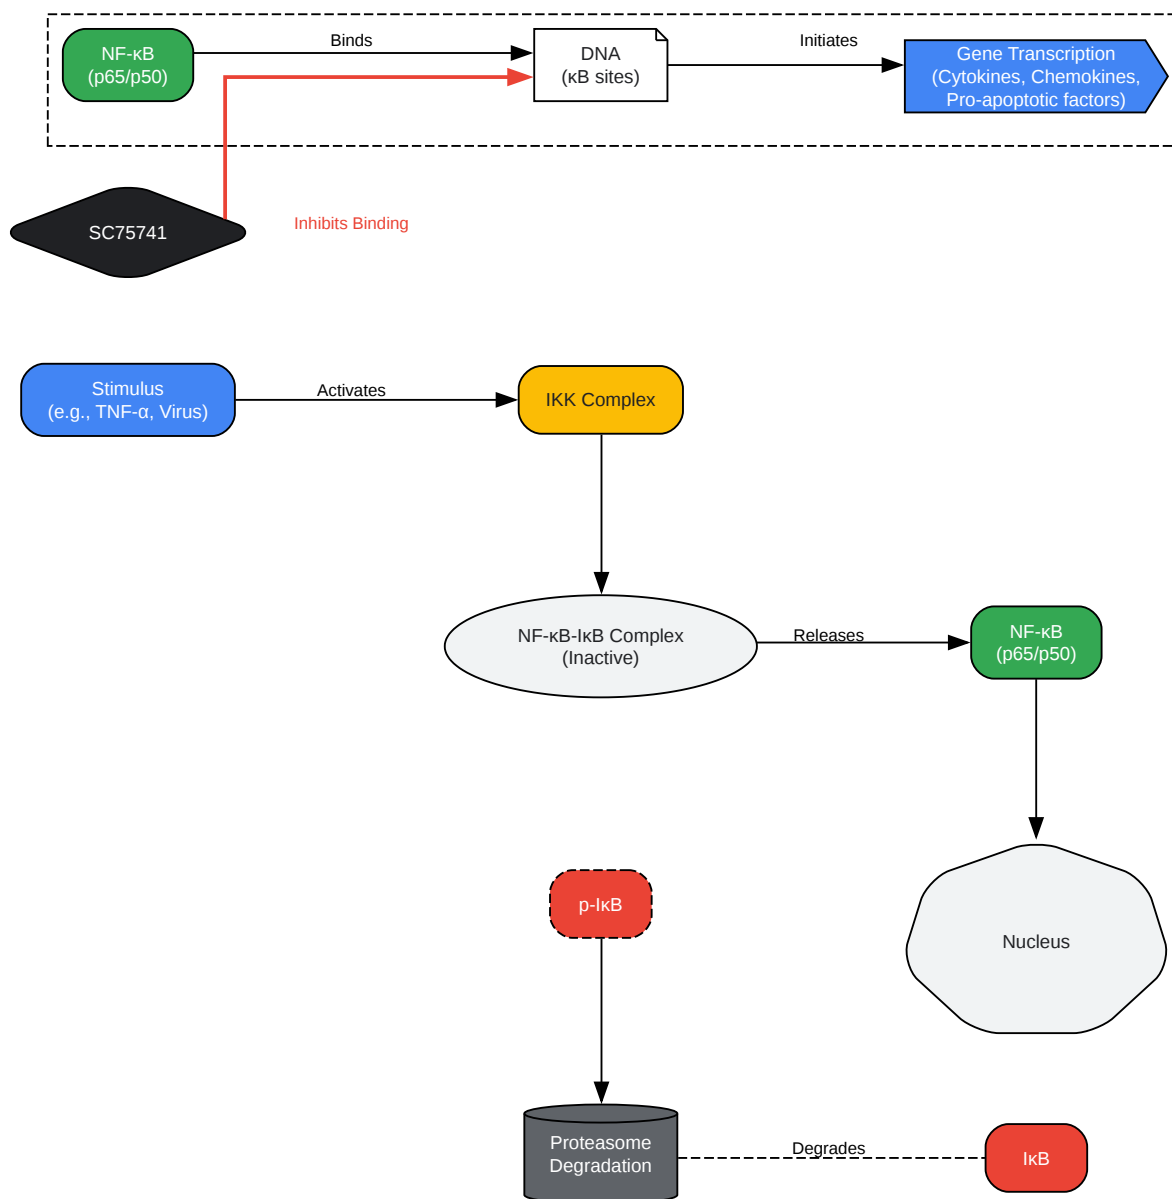 Binds
Initiates
NF-κB
(p65/p50)
DNA
(κB sites)
Gene Transcription
(Cytokines, Chemokines,
Pro-apoptotic factors)
SC75741
Inhibits Binding
Stimulus
(e.g., TNF-α, Virus)
Activates
IKK Complex
NF-κB-IκB Complex
(Inactive)
Releases
NF-κB
(p65/p50)
p-IκB
Nucleus
Proteasome
Degradation
Degrades
IκB